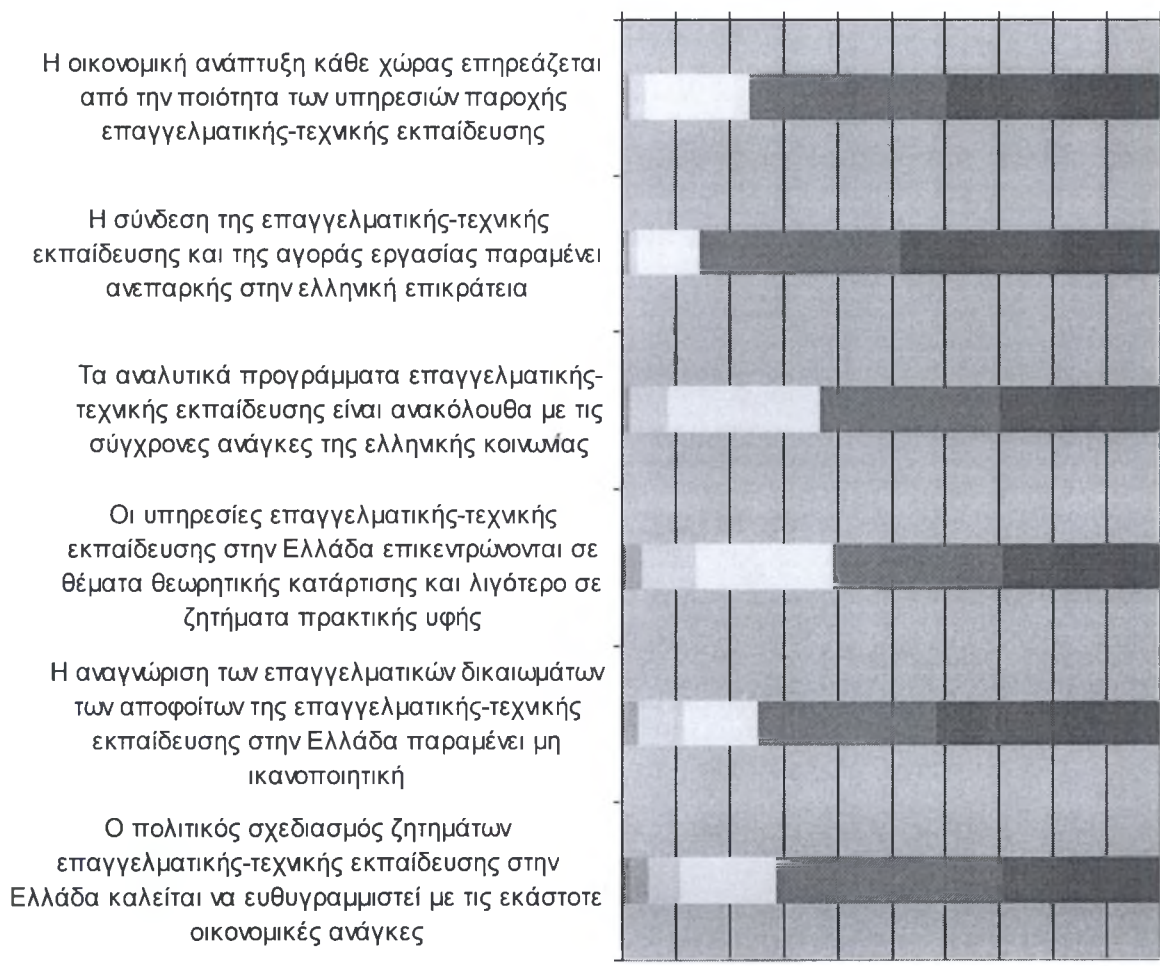 Η οικονομική ανάπτυξη κάθε χώρας επηρεάζεται
από την ποιότητα των υπηρεσιών παροχής
επαγγελματικής-τεχνικής εκπαίδευσης
Η σύνδεση της επαγγελματικής-τεχνικής
εκπαίδευσης και της αγοράς εργασίας παραμένει
ανεπαρκής στην ελληνική επικράτεια
Τα αναλυτικά προγράμματα επαγγελματικής-
τεχνικής εκπαίδευσης είναι ανακόλουθα με τις
σύγχρονες ανάγκες της ελληνικής κοινωνίας
Οι υπηρεσίες επαγγελματικής-τεχνικής
εκπαίδευσης στην Ελλάδα επικεντρώνονται σε
θέματα θεωρητικής κατάρτισης και λιγότερο σε
ζητήματα πρακτικής υφής
Η αναγνώριση των επαγγελματικών δικαιωμάτων
των αποφοίτων της επαγγελματικής-τεχνικής
εκπαίδευσης στην Ελλάδα παραμένει μη
ικανοποιητική
Ο πολιτικός σχεδιασμός ζητημάτων
επαγγελματικής-τεχνικής εκπαίδευσης στην
Ελλάδα καλείται να ευθυγραμμιστεί με τις εκάστοτε
οικονομικές ανάγκες